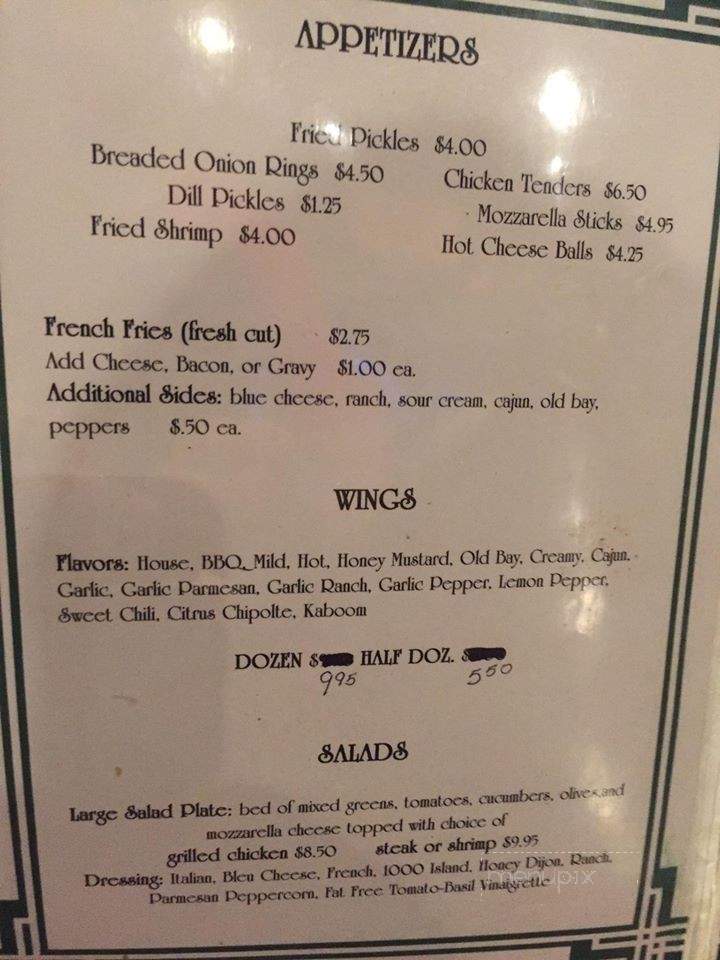 APPETIZERS
Fried Pickles $4.00
Breaded Onion Rings $4.50
Chicken Tenders $6.50
Dill Pickles $1.25
Mozzarella Sticks $4.95
Fried Shrimp $4.00
Hot Cheese Balls $4.25
French Fries (fresh cut) $2.75
Add Cheese, Bacon, or Gravy $1.00 ea.
Additional Sides: blue cheese, ranch, sour cream, cajun, old bay,
peppers $.50 ea.
WINGS
Flavors: House, BBQ, Mild, Hot, Honey Mustard, Old Bay, Creamy, Cajun,
Garlic, Garlic Parmesan, Garlic Ranch, Garlic Pepper, Lemon Pepper,
Sweet Chili, Citrus Chipolte, Kaboom
DOZEN $ HALF DOZ. $
995 550
SALADS
Large Salad Plate: bed of mixed greens, tomatoes, cucumbers, olives, and
mozzarella cheese topped with choice of
grilled chicken $8.50 steak or shrimp $9.95
Dressing: Italian, Bleu Cheese, French, 1000 Island, Honey Dijon, Ranch,
Parmesan Peppercorn, Fat Free Tomato-Basil Vinaigrette
menupix